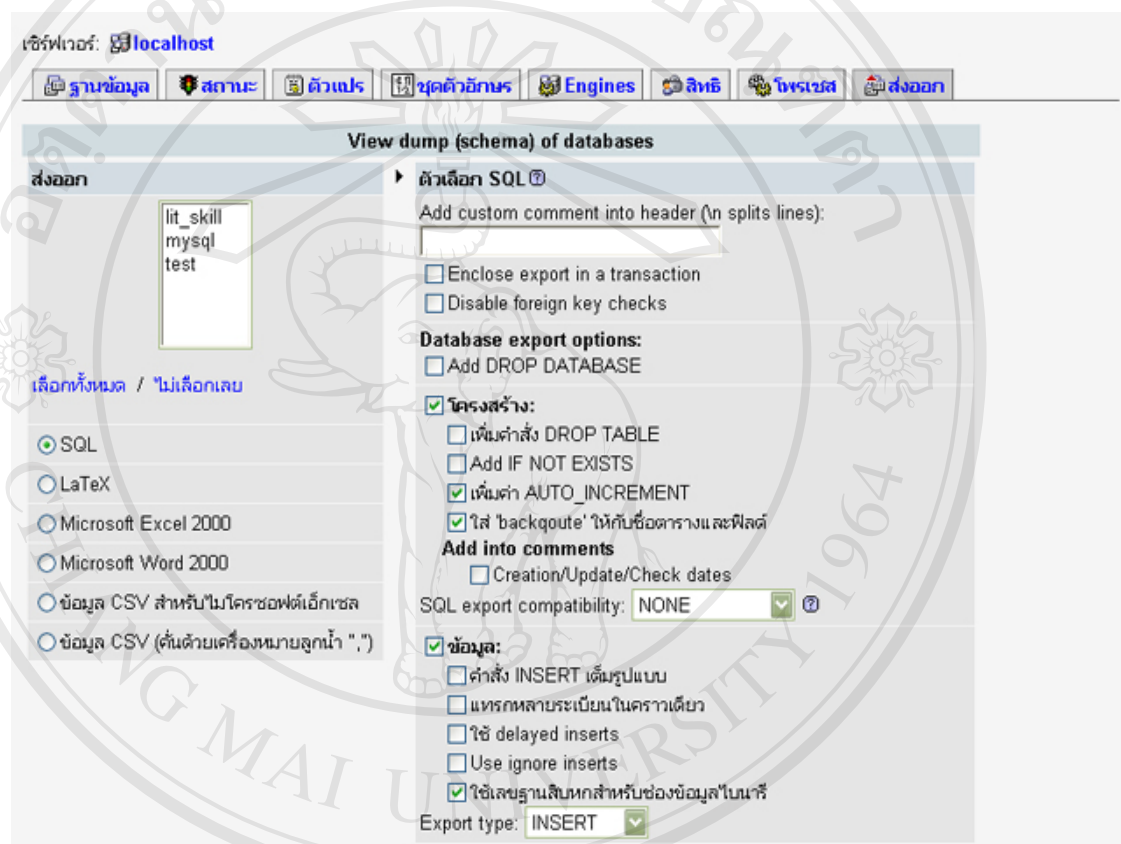 เซิร์ฟเวอร์: localhost
ฐานข้อมูล สถานะ ตัวแปร ชุดตัวอักษร Engines สิทธิ โพรเซส ส่งออก
View dump (schema) of databases
ส่งออก
lit_skill
mysql
test
เลือกทั้งหมด / ไม่เลือกเลย
SQL
LaTeX
Microsoft Excel 2000
Microsoft Word 2000
ข้อมูล CSV สำหรับไมโครซอฟต์เอ็กเซล
ข้อมูล CSV (คั่นด้วยเครื่องหมายลูกน้ำ ",")
ตัวเลือก SQL
Add custom comment into header (\n splits lines):
Enclose export in a transaction
Disable foreign key checks
Database export options:
Add DROP DATABASE
โครงสร้าง:
เพิ่มคำสั่ง DROP TABLE
Add IF NOT EXISTS
เพิ่มค่า AUTO_INCREMENT
ใส่ 'backqoute' ให้กับชื่อตารางและฟิลด์
Add into comments
Creation/Update/Check dates
SQL export compatibility: NONE
ข้อมูล:
คำสั่ง INSERT เต็มรูปแบบ
แทรกหลายระเบียนในคราวเดียว
ใช้ delayed inserts
Use ignore inserts
ใช้เลขฐานสิบหกสำหรับช่องข้อมูลไบนารี
Export type: INSERT
CHIANG MAI UNIVERSITY 1964